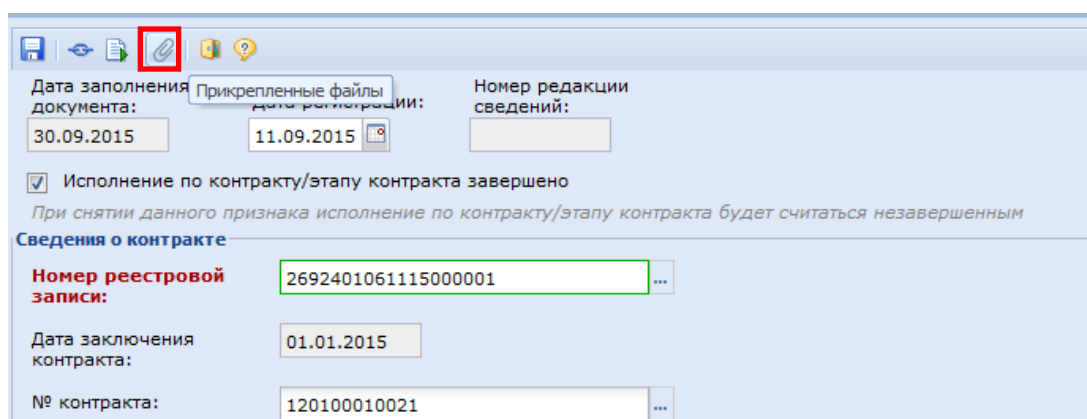 Дата заполнения
документа:
Прикрепленные файлы
Дата регистрации:
Номер редакции
сведений:
30.09.2015
11.09.2015
Исполнение по контракту/этапу контракта завершено
При снятии данного признака исполнение по контракту/этапу контракта будет считаться незавершенным
Сведения о контракте
Номер реестровой
записи:
2692401061115000001
...
Дата заключения
контракта:
01.01.2015
№ контракта:
120100010021
...